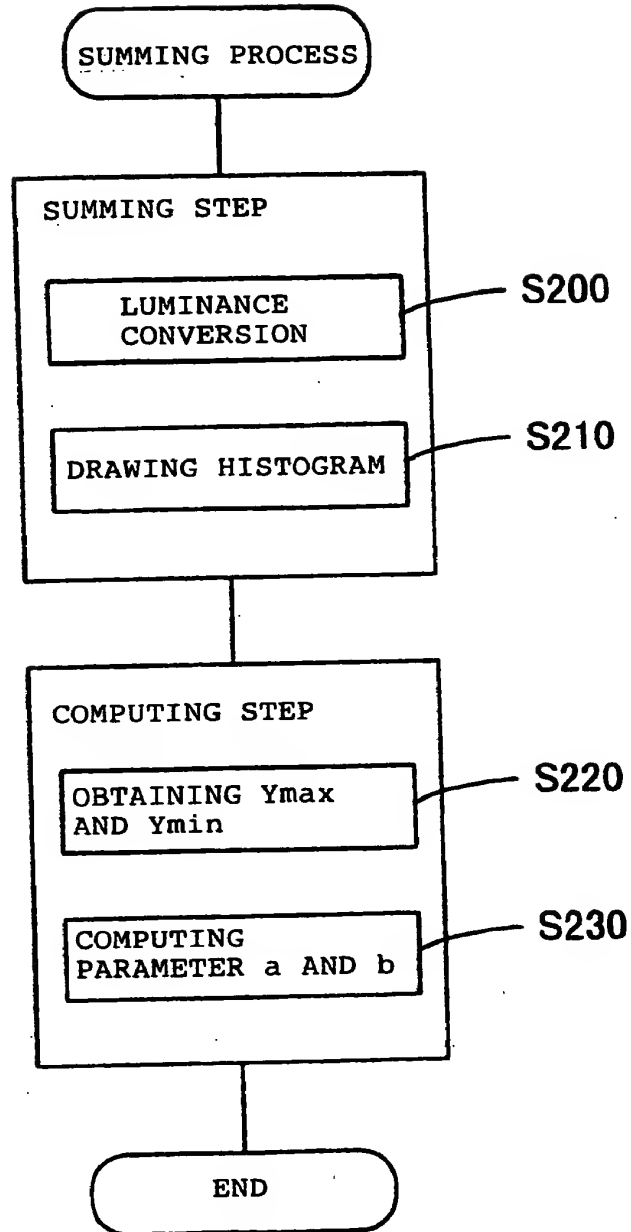 SUMMING PROCESS
SUMMING STEP
LUMINANCE
CONVERSION
S200
DRAWING HISTOGRAM
S210
COMPUTING STEP
OBTAINING Ymax
AND Ymin
S220
COMPUTING
PARAMETER a AND b
S230
END